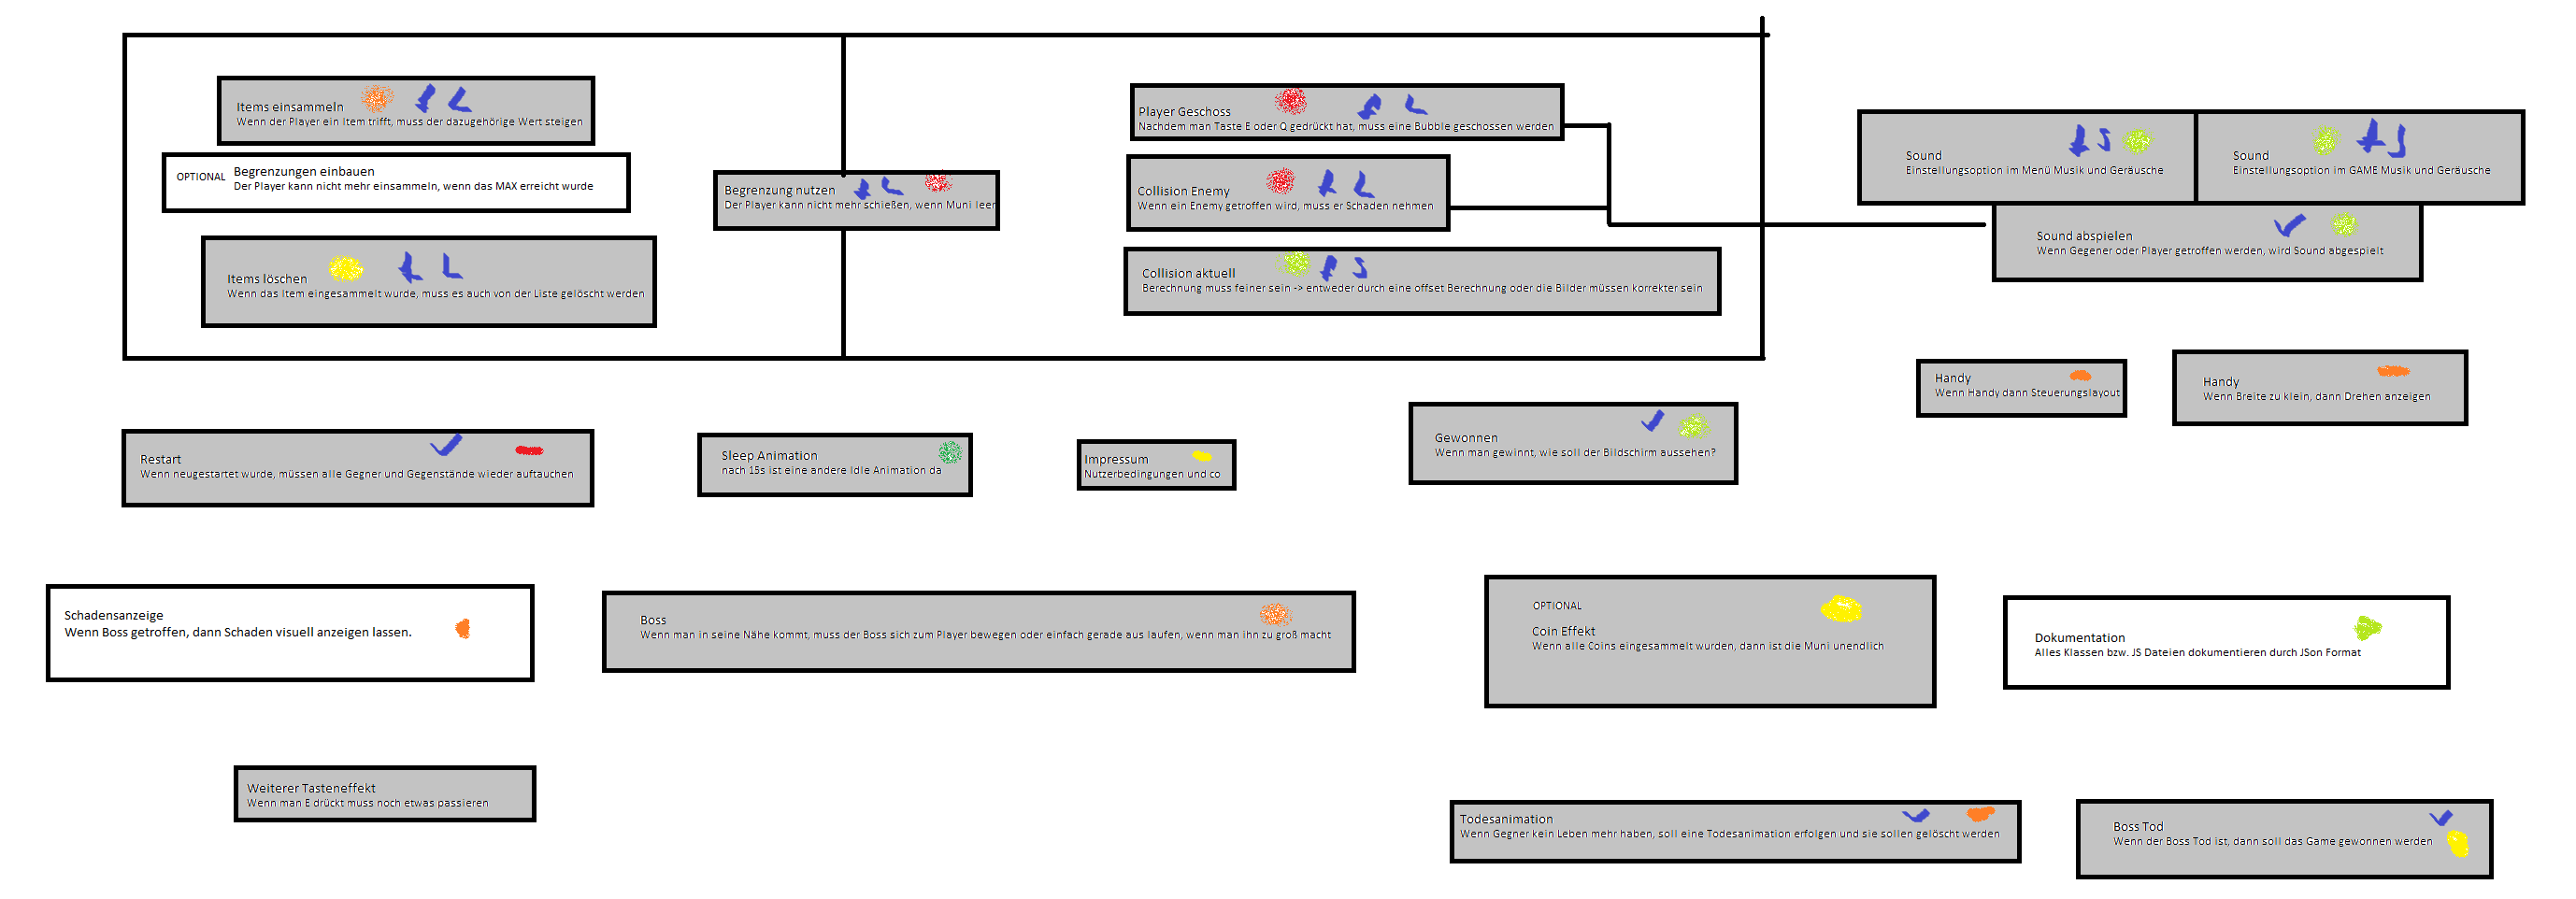 Items einsammeln
Wenn der Player ein Item trifft, muss der dazugehörige Wert steigen
OPTIONAL
Begrenzungen einbauen
Der Player kann nicht mehr einsammeln, wenn das MAX erreicht wurde
Items löschen
Wenn das Item eingesammelt wurde, muss es auch von der Liste gelöscht werden
Begrenzung nutzen
Der Player kann nicht mehr schießen, wenn Muni leer
Player Geschoss
Nachdem man Taste E oder Q gedrückt hat, muss eine Bubble geschossen werden
Collision Enemy
Wenn ein Enemy getroffen wird, muss er Schaden nehmen
Collision aktuell
Berechnung muss feiner sein -> entweder durch eine offset Berechnung oder die Bilder müssen korrekter sein
Sound
Einstellungsoption im Menü Musik und Geräusche
Sound
Einstellungsoption im GAME Musik und Geräusche
Sound abspielen
Wenn Gegener oder Player getroffen werden, wird Sound abgespielt
Handy
Wenn Handy dann Steuerungslayout
Handy
Wenn Breite zu klein, dann Drehen anzeigen
Restart
Wenn neugestartet wurde, müssen alle Gegner und Gegenstände wieder auftauchen
Sleep Animation
nach 15s ist eine andere Idle Animation da
Impressum
Nutzerbedingungen und co
Gewonnen
Wenn man gewinnt, wie soll der Bildschirm aussehen?
Schadensanzeige
Wenn Boss getroffen, dann Schaden visuell anzeigen lassen.
Boss
Wenn man in seine Nähe kommt, muss der Boss sich zum Player bewegen oder einfach gerade aus laufen, wenn man ihn zu groß macht
OPTIONAL
Coin Effekt
Wenn alle Coins eingesammelt wurden, dann ist die Muni unendlich
Dokumentation
Alles Klassen bzw. JS Dateien dokumentieren durch JSon Format
Weiterer Tasteneffekt
Wenn man E drückt muss noch etwas passieren
Todesanimation
Wenn Gegner kein Leben mehr haben, soll eine Todesanimation erfolgen und sie sollen gelöscht werden
Boss Tod
Wenn der Boss Tod ist, dann soll das Game gewonnen werden